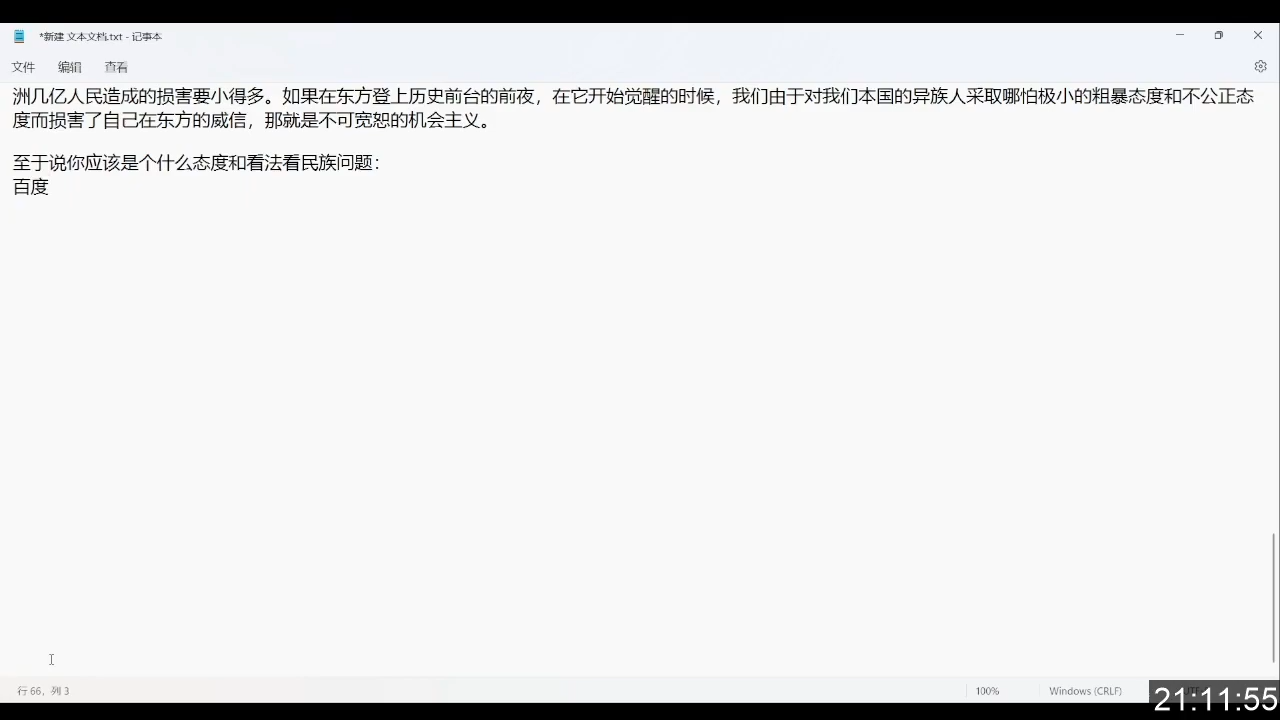 *新建 文本文档.txt - 记事本
文件 编辑 查看
洲几亿人民造成的损害要小得多。如果在东方登上历史前台的前夜，在它开始觉醒的时候，我们由于对我们本国的异族人采取哪怕极小的粗暴态度和不公正态
度而损害了自己在东方的威信，那就是不可宽恕的机会主义。
至于说你应该是个什么态度和看法看民族问题：
百度
行 66，列 3 100% Windows (CRLF)
21:11:55